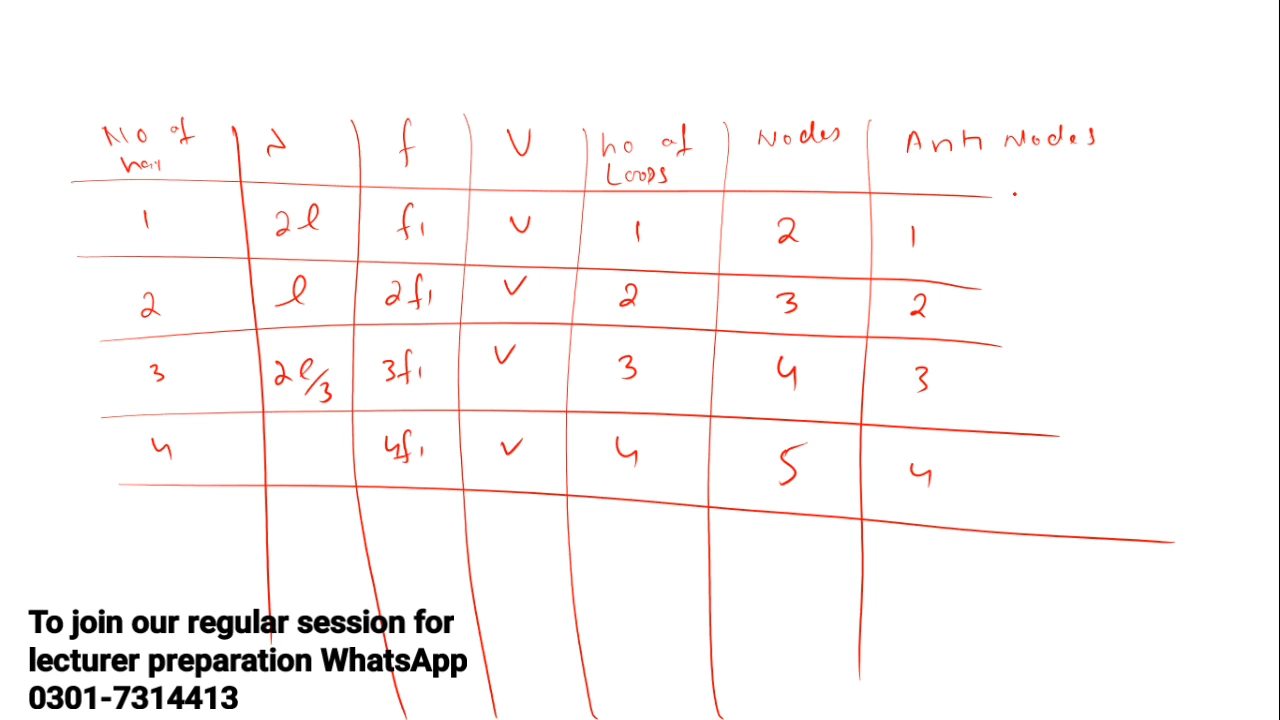 No of λ f V no of Nodes Anti Nodes
har Loops
1 2l f1 v 1 2 1
2 l 2f1 v 2 3 2
3 2l/3 3f1 v 3 4 3
4 4f1 v 4 5 4
To join our regular session for
lecturer preparation WhatsApp
0301-7314413